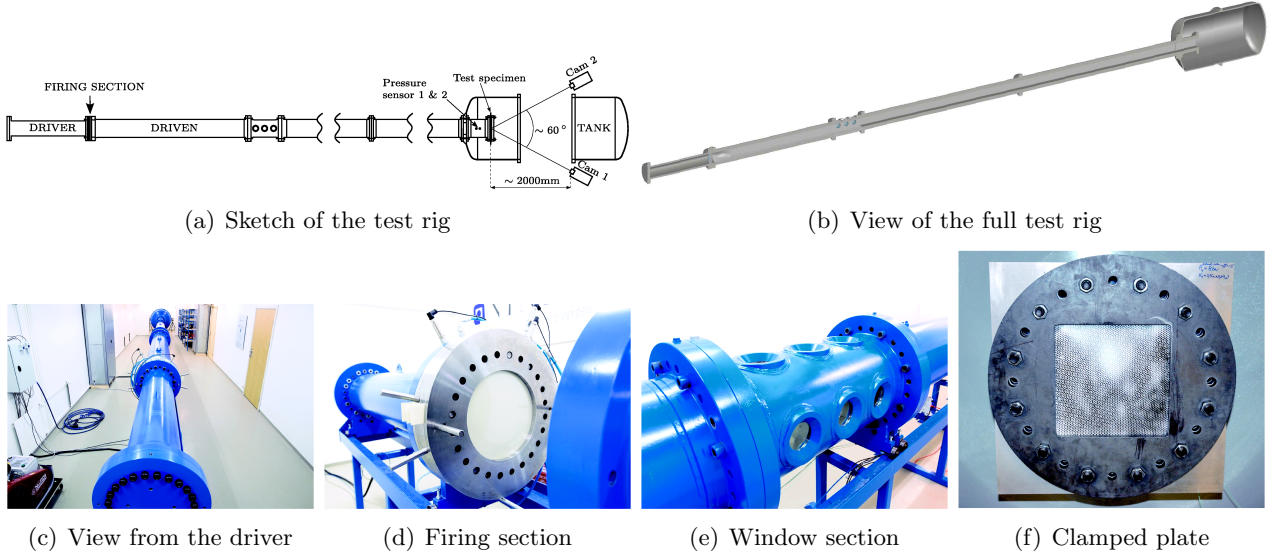 Cam 2
Pressure
sensor 1 & 2
Test specimen
FIRING SECTION
DRIVER
DRIVEN
~ 60°
TANK
Cam 1
~ 2000mm
(a) Sketch of the test rig
(b) View of the full test rig
(c) View from the driver
(d) Firing section
(e) Window section
(f) Clamped plate